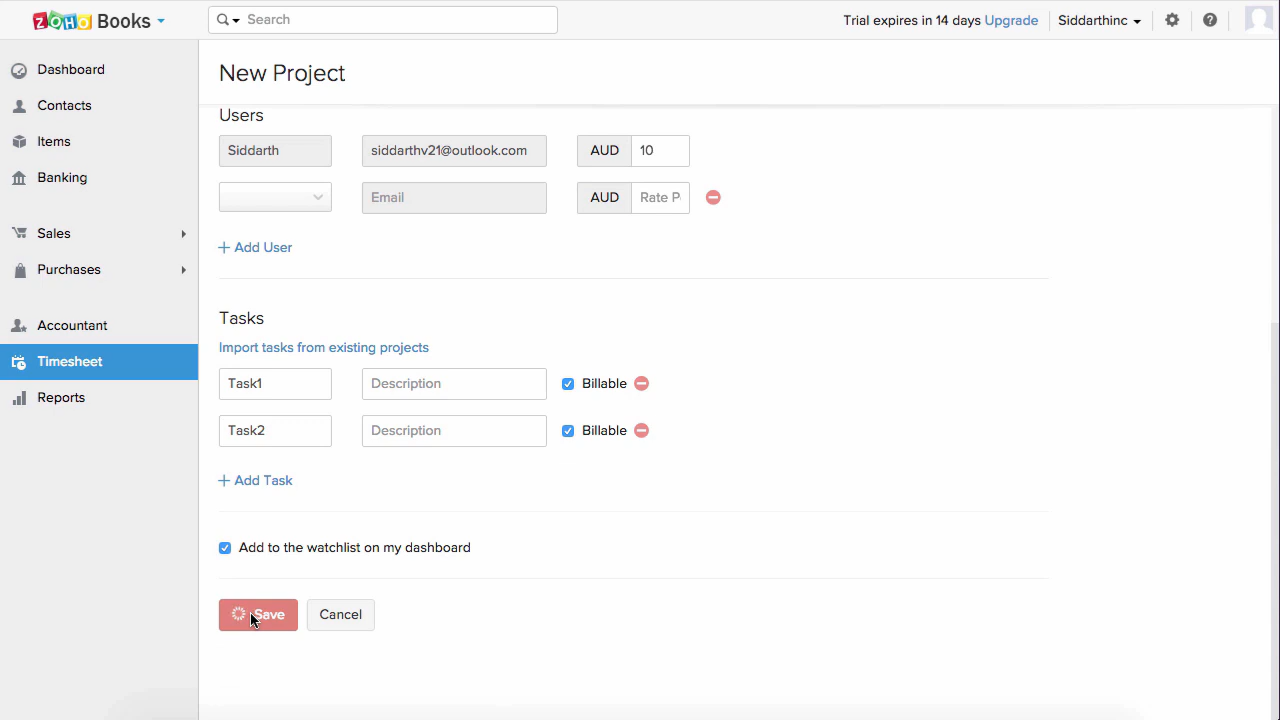 ZOHO Books
Search
Trial expires in 14 days Upgrade
Siddarthinc
Dashboard
Contacts
Items
Banking
Sales
Purchases
Accountant
Timesheet
Reports
New Project
Users
Siddarth siddarthv21@outlook.com AUD 10
Email AUD Rate P
+ Add User
Tasks
Import tasks from existing projects
Task1 Description Billable
Task2 Description Billable
+ Add Task
Add to the watchlist on my dashboard
Save Cancel